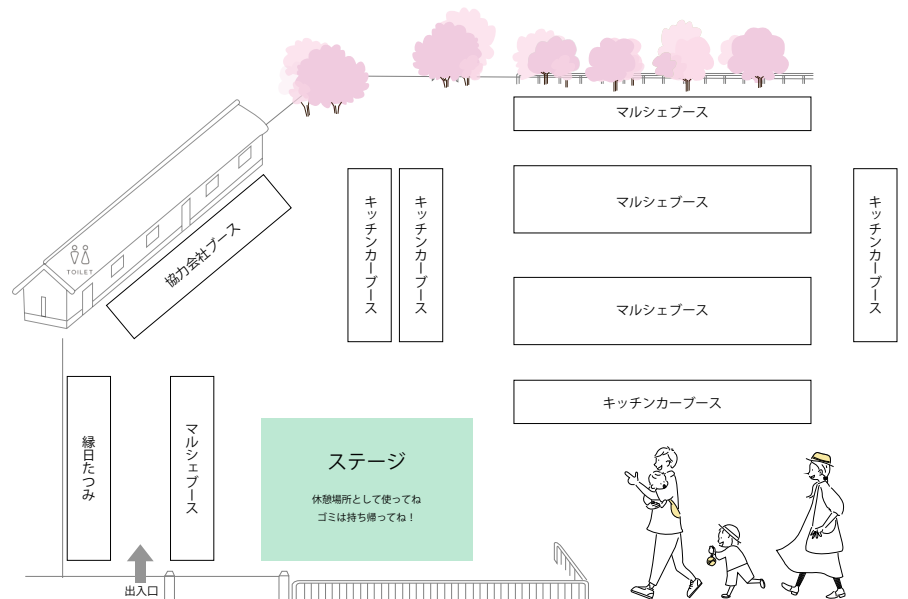 マルシェブース
マルシェブース
キッチンカーブース
キッチンカーブース
キッチンカーブース
協力会社ブース
TOILET
マルシェブース
キッチンカーブース
縁日たつみ
マルシェブース
ステージ
休憩場所として使ってね
ゴミは持ち帰ってね！
出入口